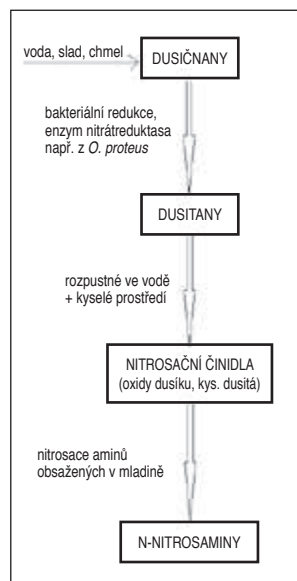 voda, slad, chmel
DUSIČNANY
bakteriální redukce,
enzym nitrátreduktasa
např. z O. proteus
DUSITANY
rozpustné ve vodě
+ kyselé prostředí
NITROSAČNÍ ČINIDLA
(oxidy dusíku, kys. dusitá)
nitrosace aminů
obsažených v mladině
N-NITROSAMINY